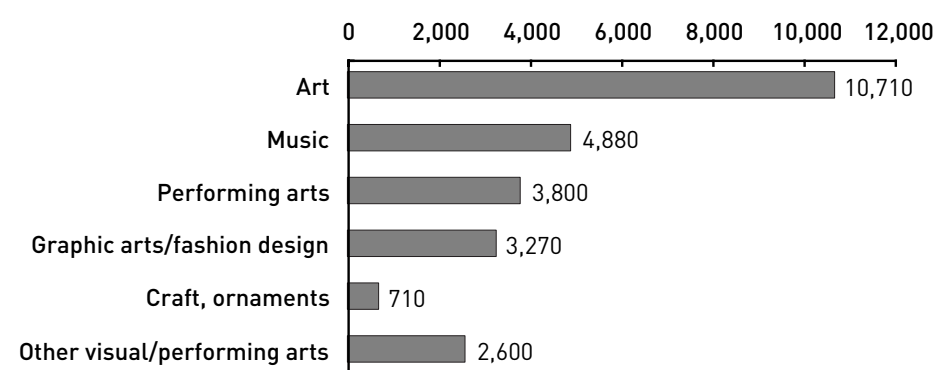 0 2,000 4,000 6,000 8,000 10,000 12,000
Art 10,710
Music 4,880
Performing arts 3,800
Graphic arts/fashion design 3,270
Craft, ornaments 710
Other visual/performing arts 2,600